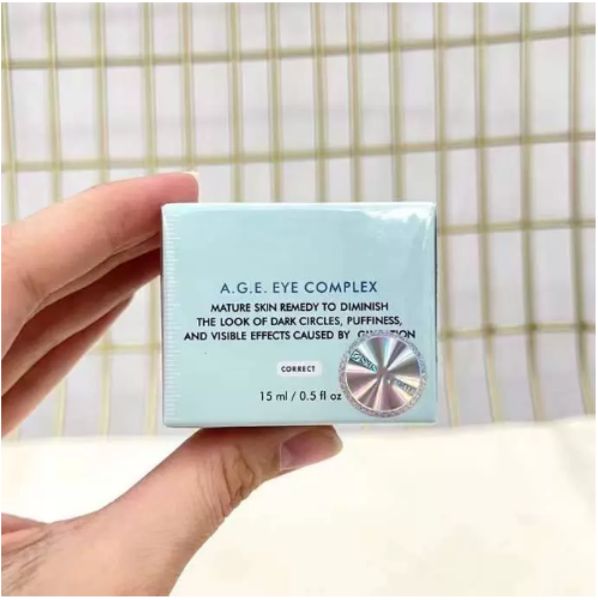 A.G.E. EYE COMPLEX
MATURE SKIN REMEDY TO DIMINISH
THE LOOK OF DARK CIRCLES, PUFFINESS,
AND VISIBLE EFFECTS CAUSED BY
CORRECT
15 ml / 0.5 fl oz